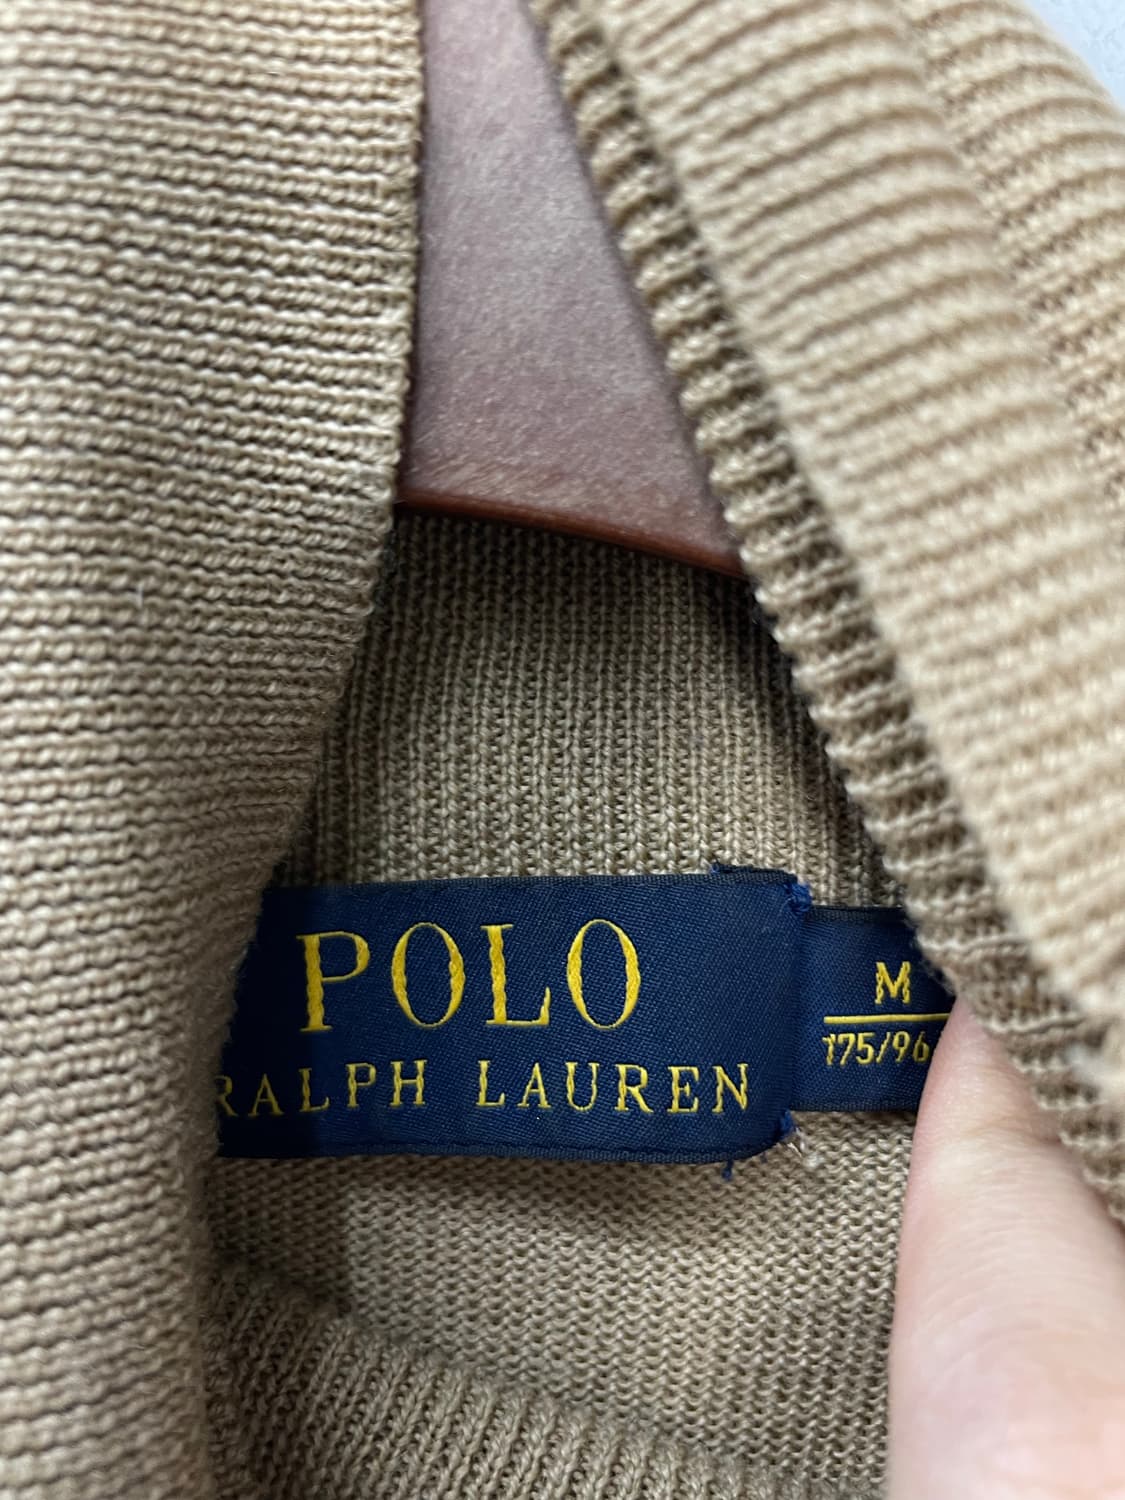 POLO
RALPH LAUREN
M
175/96